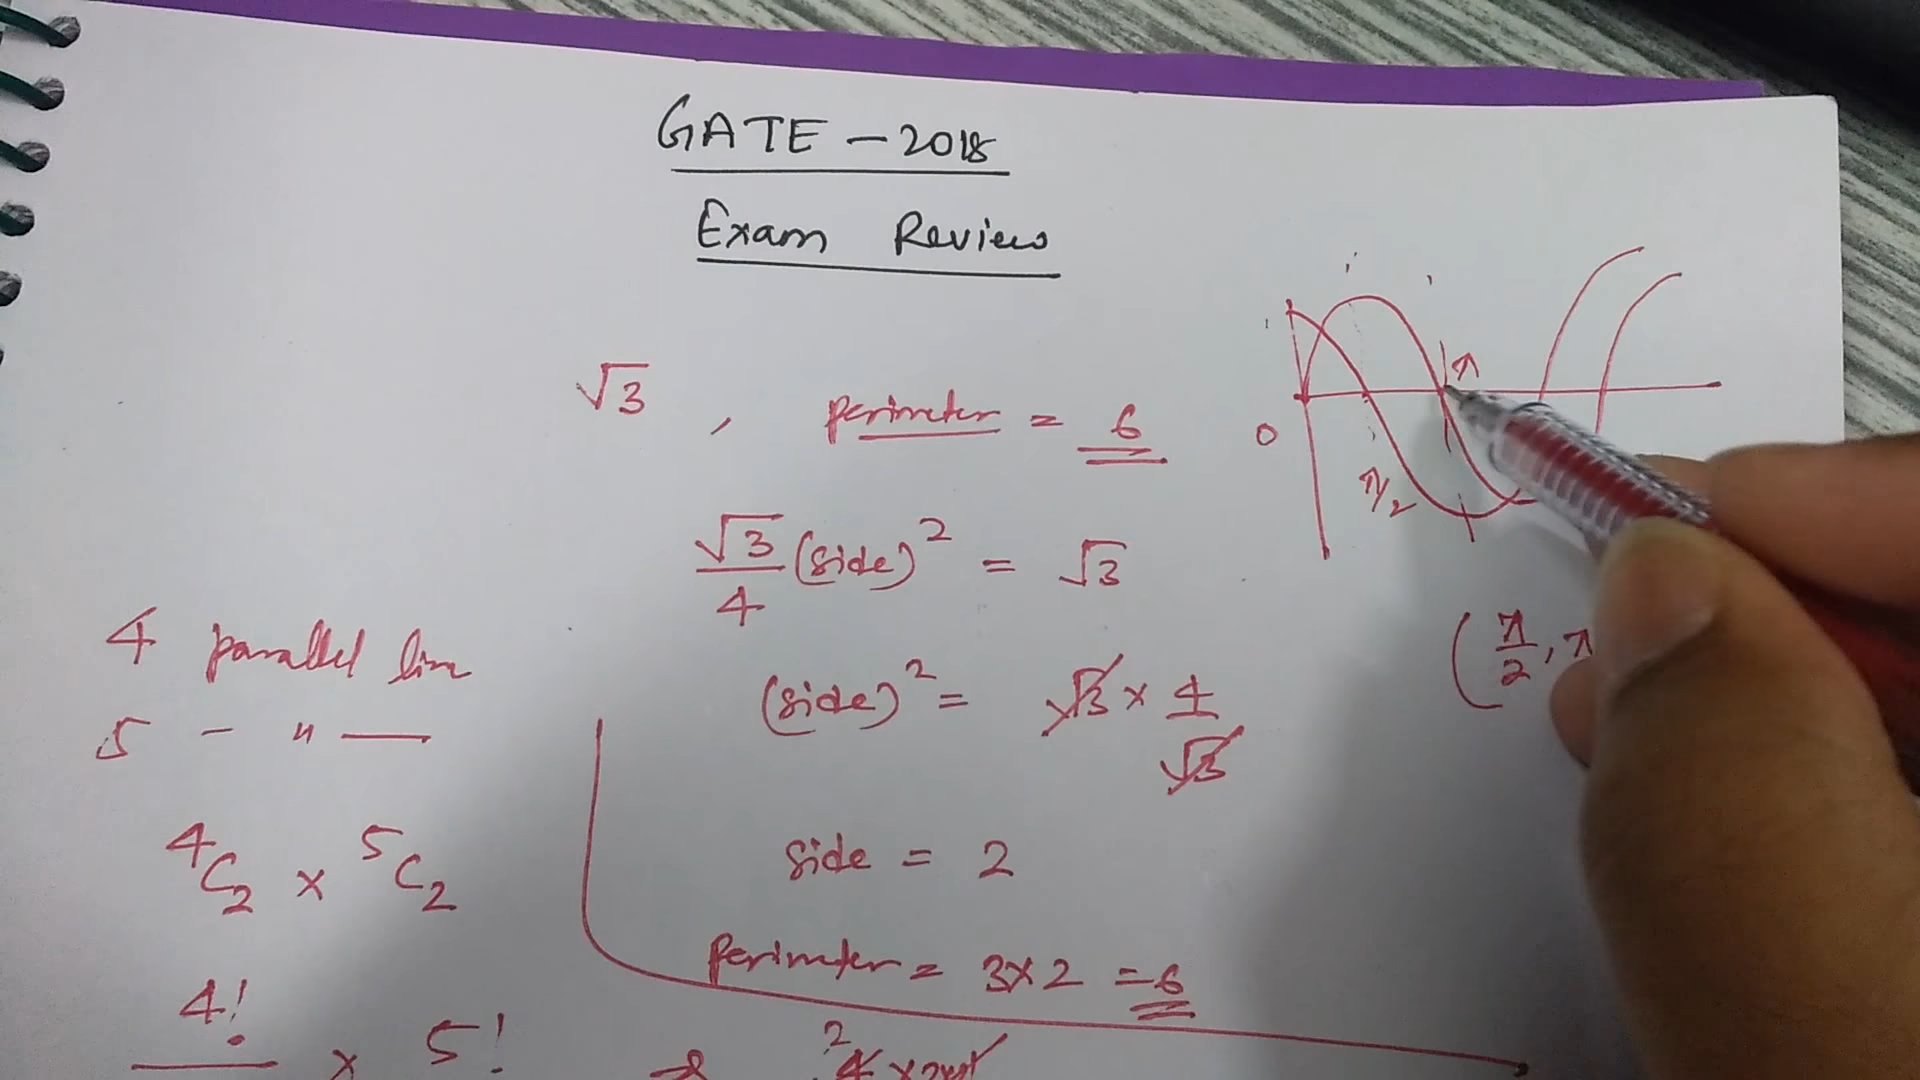 GATE - 2018
Exam Review
√3 , perimeter = 6
√3/4 (side)² = √3
(side)² = √3 × 4/√3
side = 2
perimeter = 3×2 = 6
4 parallel line
5 - " —
⁴C₂ × ⁵C₂
4! × 5!
π
0
π/2
(π/2, π